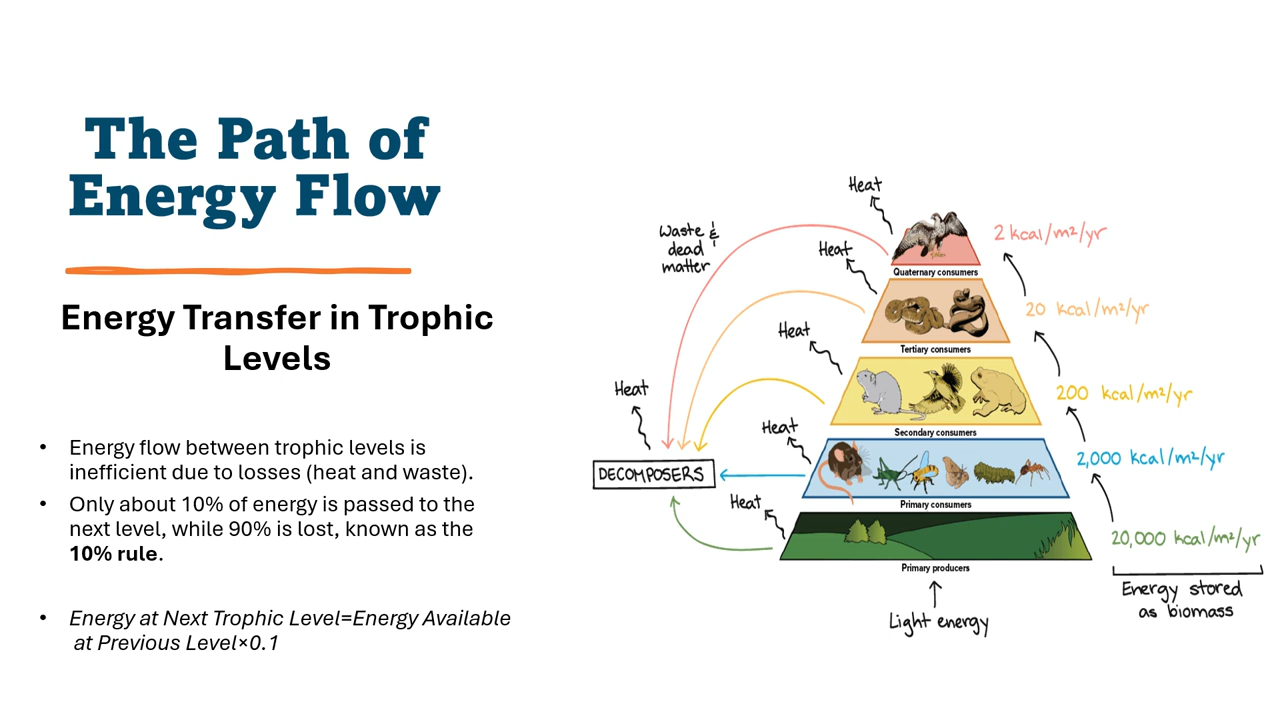 The Path of
Energy Flow
Energy Transfer in Trophic
Levels
• Energy flow between trophic levels is
inefficient due to losses (heat and waste).
• Only about 10% of energy is passed to the
next level, while 90% is lost, known as the
10% rule.
• Energy at Next Trophic Level=Energy Available
at Previous Level×0.1
Heat
Waste &
dead
matter
2 kcal/m²/yr
Heat
Quaternary consumers
20 kcal/m²/yr
Heat
Tertiary consumers
Heat
200 kcal/m²/yr
Heat
Secondary consumers
2,000 kcal/m²/yr
DECOMPOSERS
Heat
Primary consumers
20,000 kcal/m²/yr
Primary producers
Energy stored
as biomass
Light energy